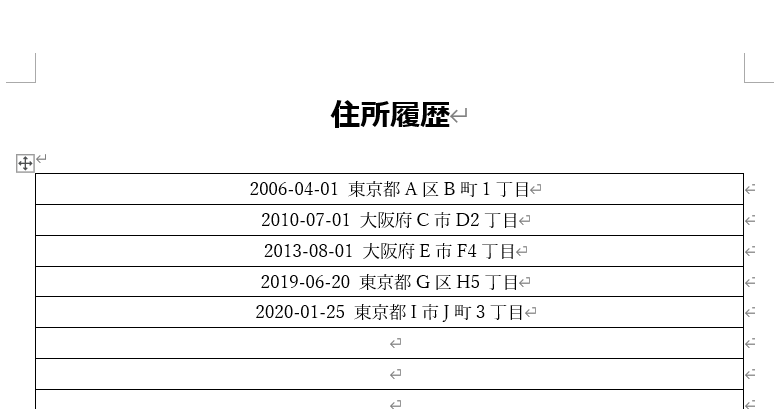 住所履歴
2006-04-01 東京都 A 区 B 町 1 丁目
2010-07-01 大阪府 C 市 D2 丁目
2013-08-01 大阪府 E 市 F4 丁目
2019-06-20 東京都 G 区 H5 丁目
2020-01-25 東京都 I 市 J 町 3 丁目